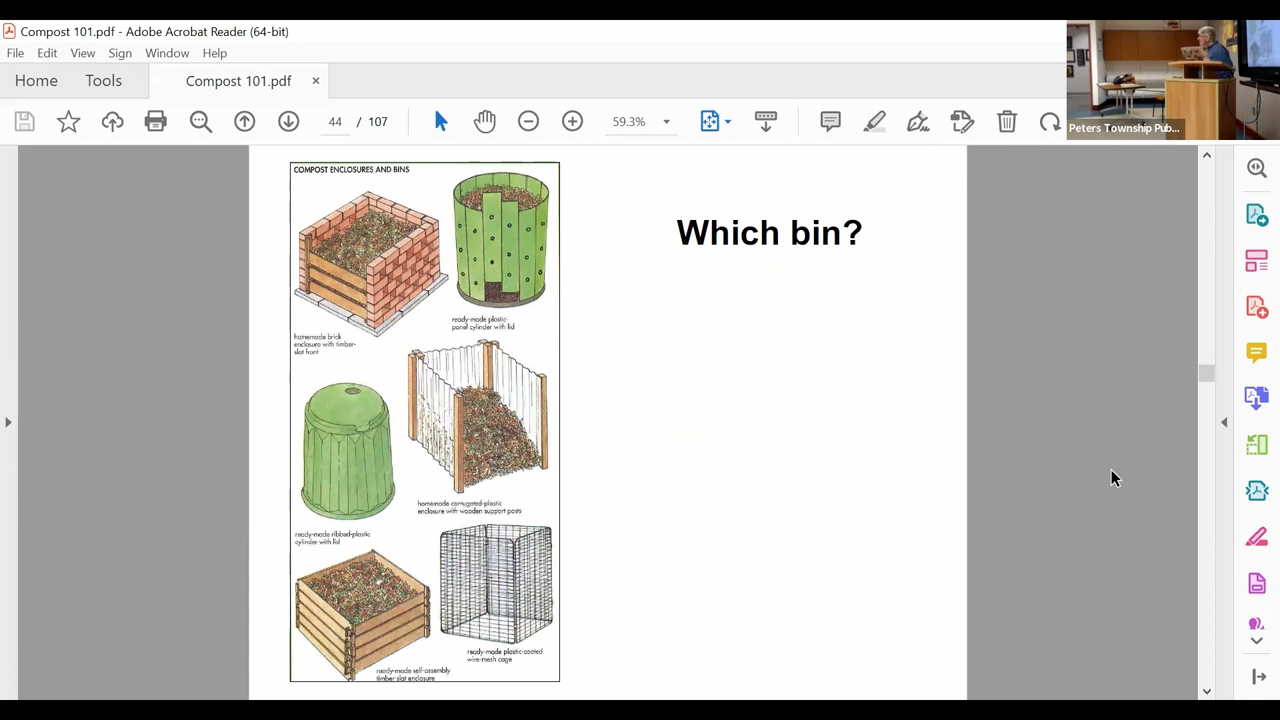 Compost 101.pdf - Adobe Acrobat Reader (64-bit)
File Edit View Sign Window Help
Home Tools Compost 101.pdf ×
44 / 107 59.3%
Peters Township Pub...
COMPOST ENCLOSURES AND BINS
Which bin?
ready-made plastic-
panel cylinder with lid
homemade brick
enclosure with timber-
slat front
homemade corrugated-plastic
enclosure with wooden support posts
ready-made ribbed-plastic
cylinder with lid
ready-made plastic-coated
wire-mesh cage
ready-made self-assembly
timber-slat enclosure